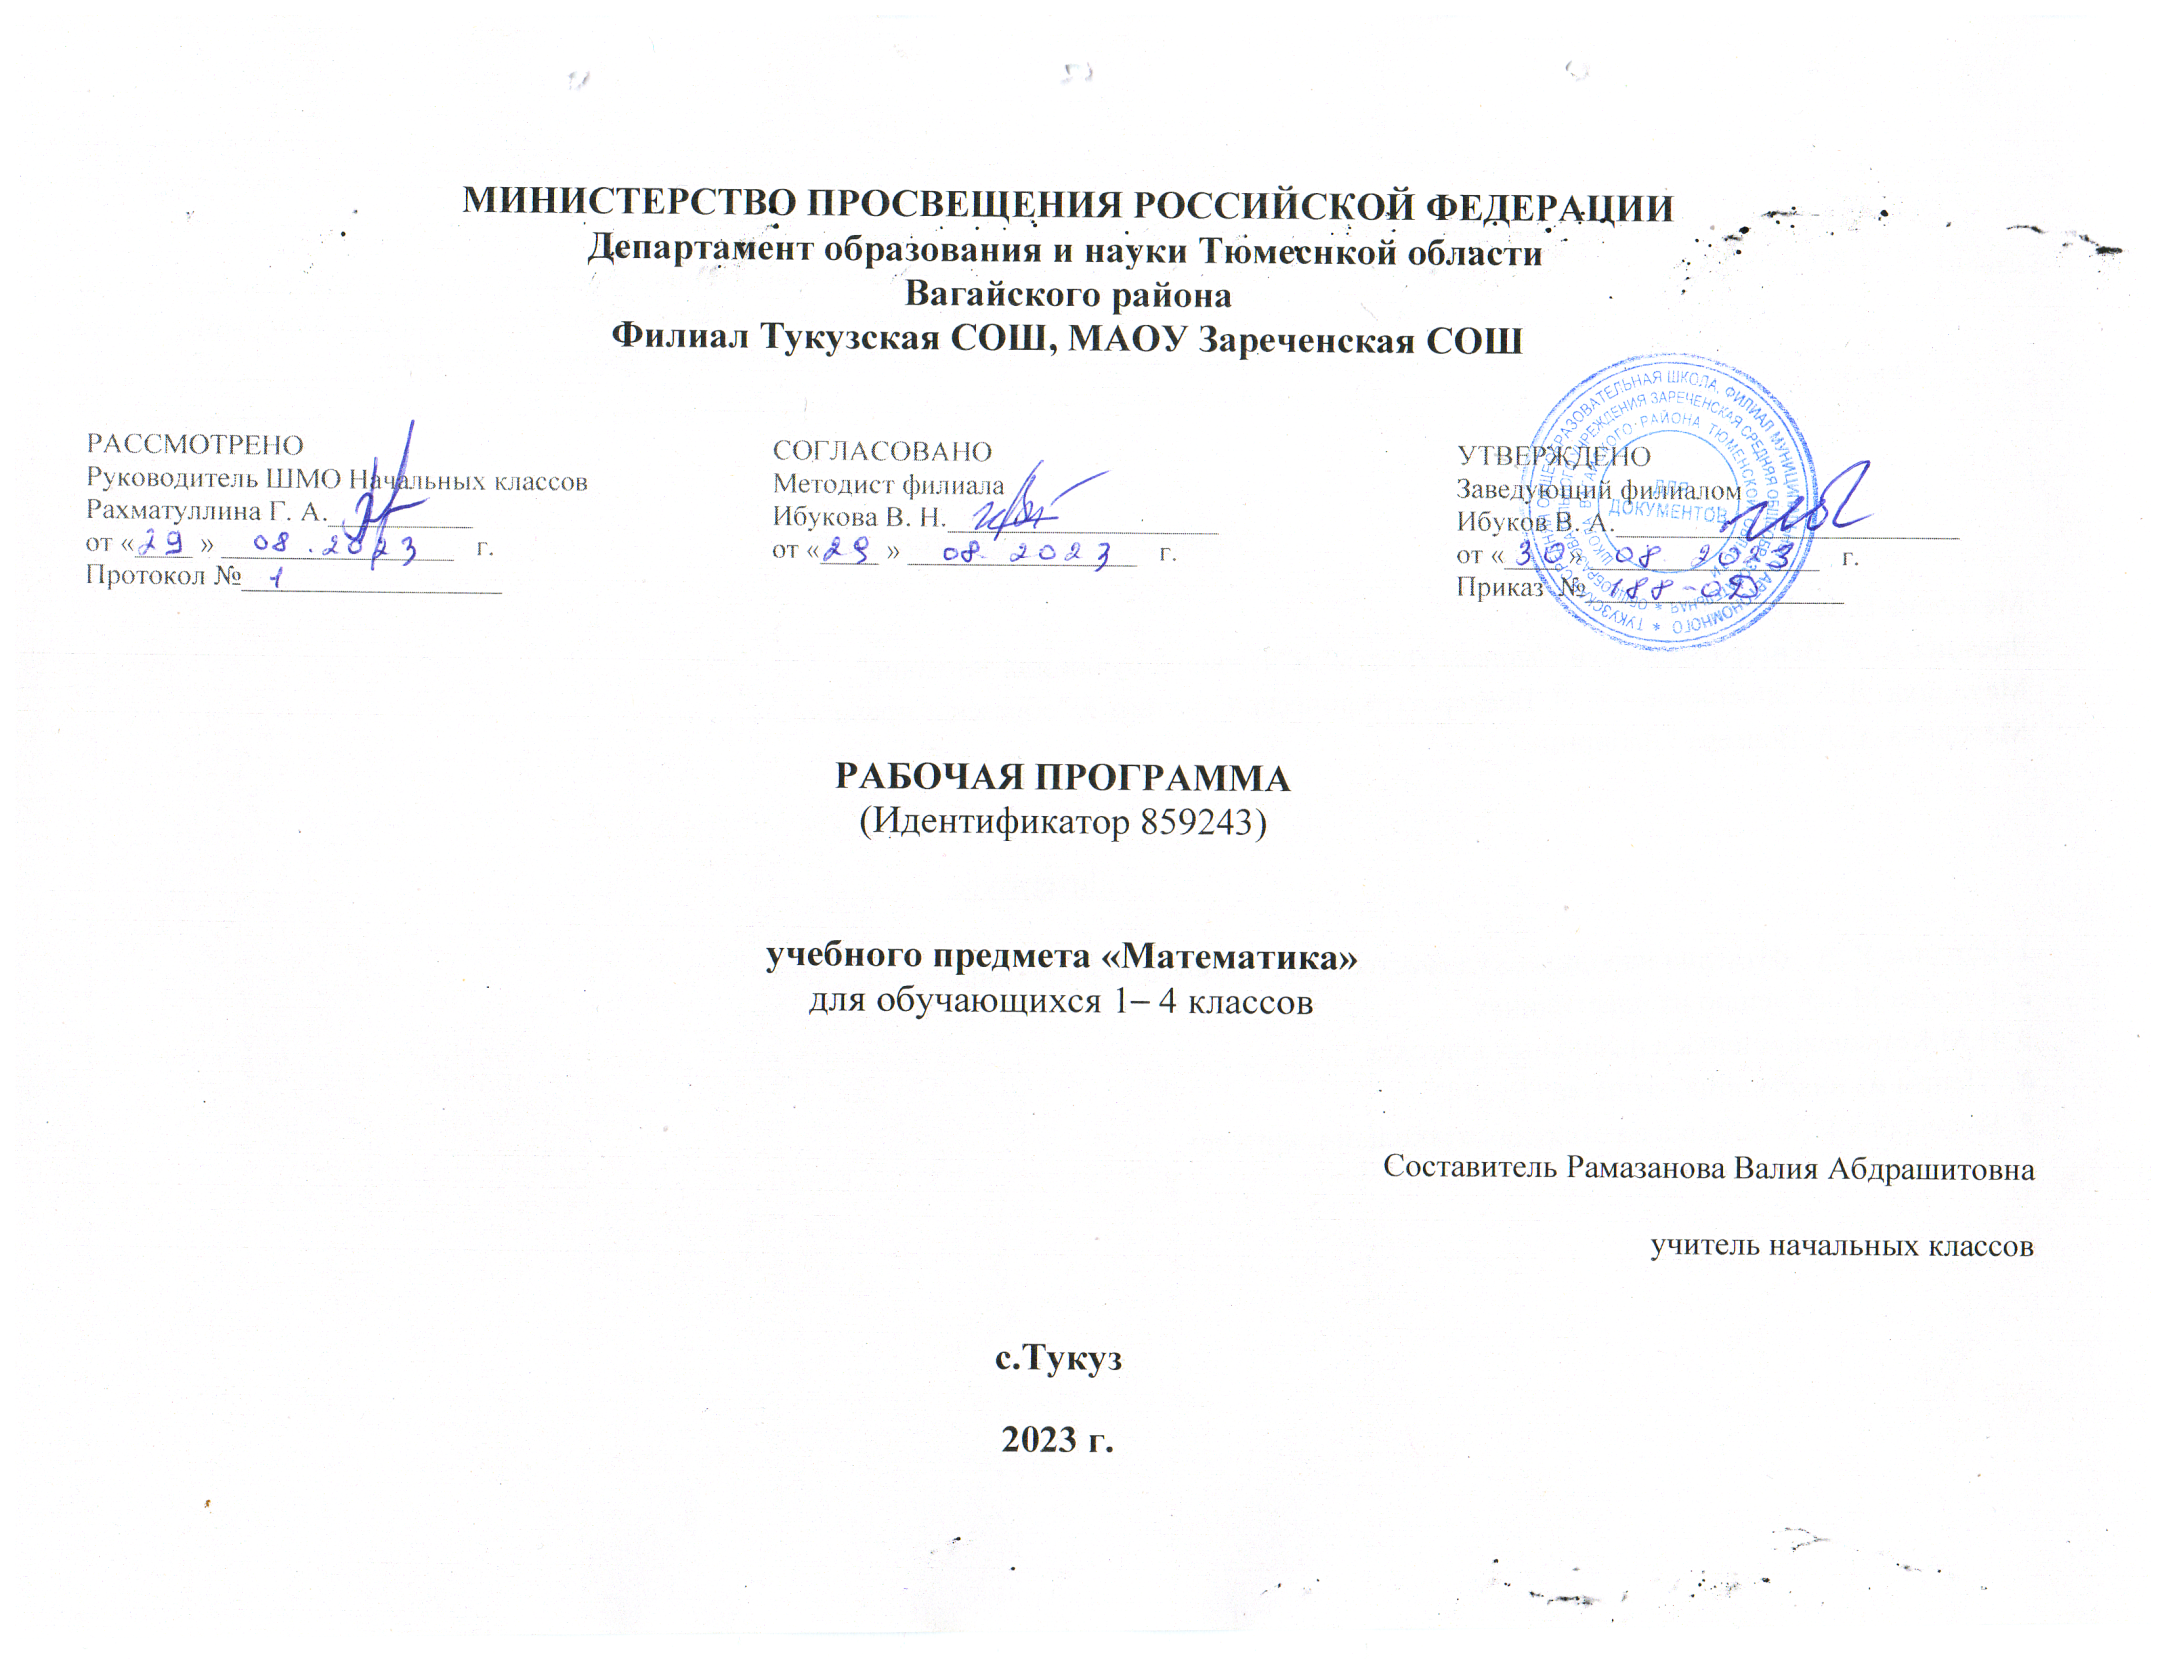 МИНИСТЕРСТВО ПРОСВЕЩЕНИЯ РОССИЙСКОЙ ФЕДЕРАЦИИ
Департамент образования и науки Тюмеснкой области
Вагайского района
Филиал Тукузская СОШ, МАОУ Зареченская СОШ
РАССМОТРЕНО
Руководитель ШМО Начальных классов
Рахматуллина Г. А.
от «29 » 08.2023 г.
Протокол № 1
СОГЛАСОВАНО
Методист филиала
Ибукова В. Н.
от «29 » 08. 2023 г.
УТВЕРЖДЕНО
Заведующий филиалом
Ибуков В. А.
от «30 » 08 2023 г.
Приказ № 188-ОД
ДЛЯ
ДОКУМЕНТОВ
РАБОЧАЯ ПРОГРАММА
(Идентификатор 859243)
учебного предмета «Математика»
для обучающихся 1– 4 классов
Составитель Рамазанова Валия Абдрашитовна
учитель начальных классов
с.Тукуз
2023 г.